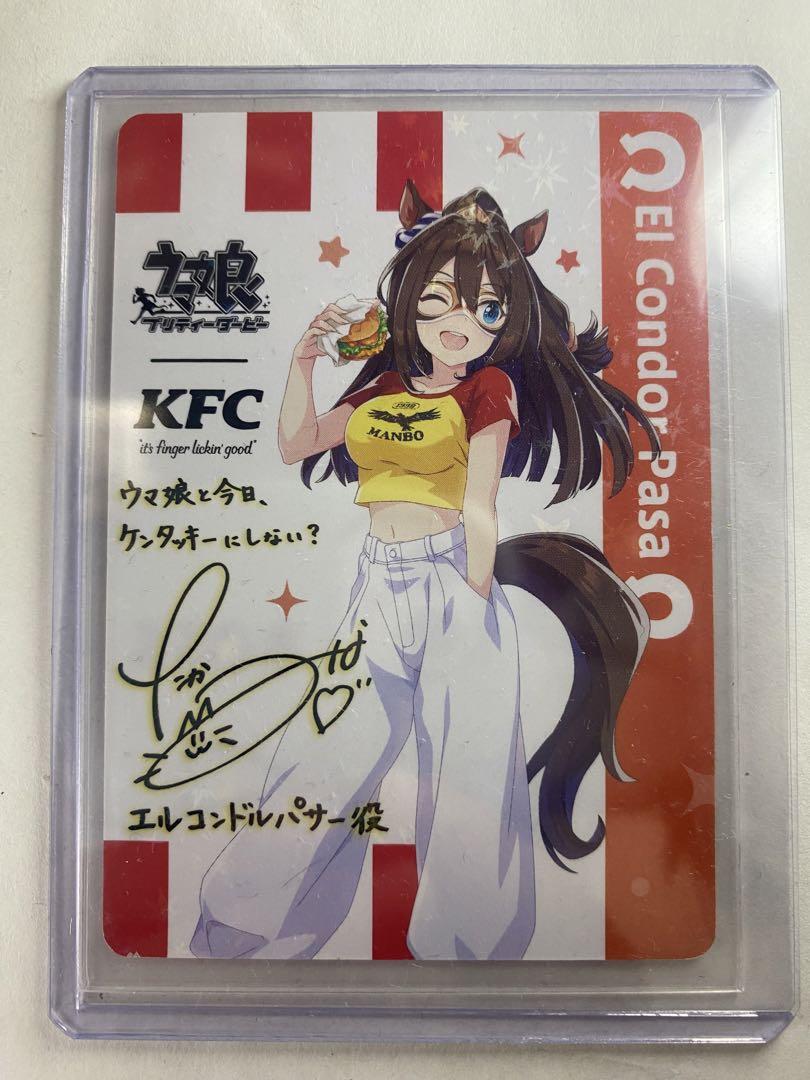 ウマ娘
プリティーダービー
KFC
"it's finger lickin' good"
ウマ娘と今日、
ケンタッキーにしない?
エルコンドルパサー役
MANBO
El Condor Pasa